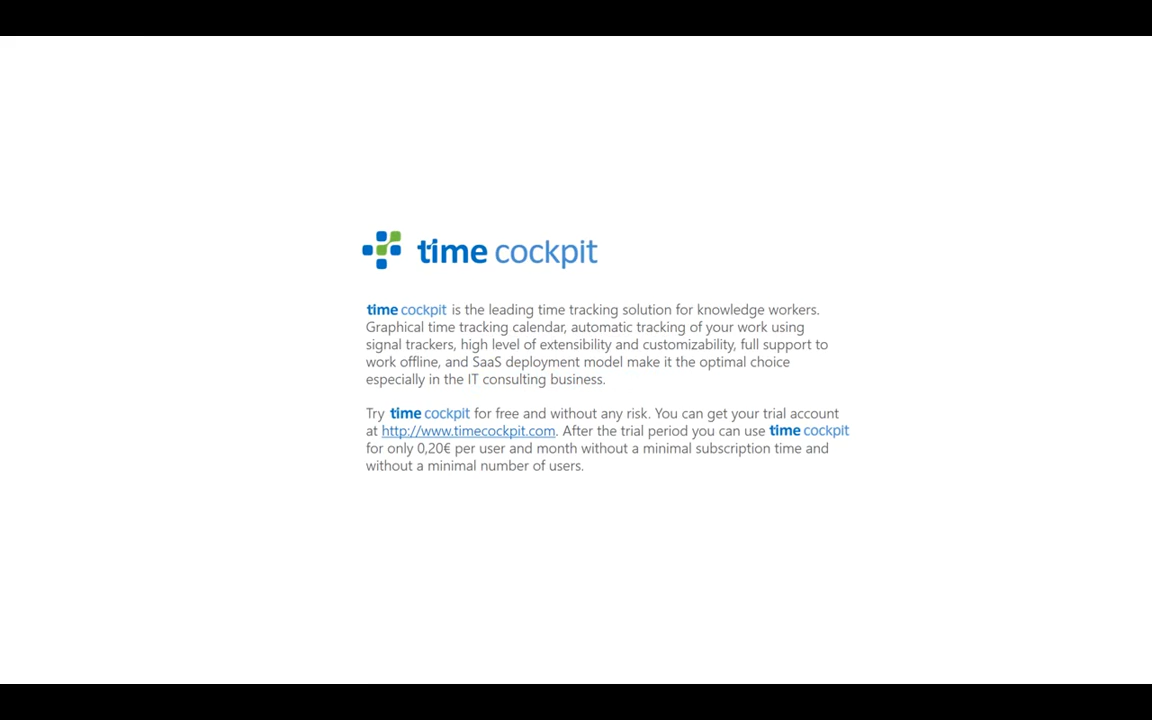 time cockpit
time cockpit is the leading time tracking solution for knowledge workers.
Graphical time tracking calendar, automatic tracking of your work using
signal trackers, high level of extensibility and customizability, full support to
work offline, and SaaS deployment model make it the optimal choice
especially in the IT consulting business.
Try time cockpit for free and without any risk. You can get your trial account
at http://www.timecockpit.com. After the trial period you can use time cockpit
for only 0,20€ per user and month without a minimal subscription time and
without a minimal number of users.